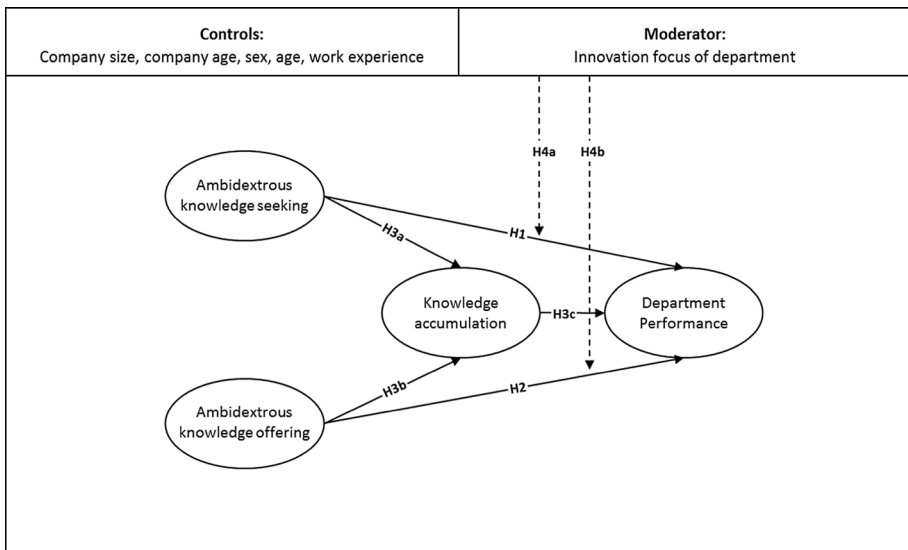 Controls:
Company size, company age, sex, age, work experience
Moderator:
Innovation focus of department
H4a
H4b
Ambidextrous
knowledge seeking
H1
H3a
Knowledge
accumulation
H3c
Department
Performance
H3b
H2
Ambidextrous
knowledge offering